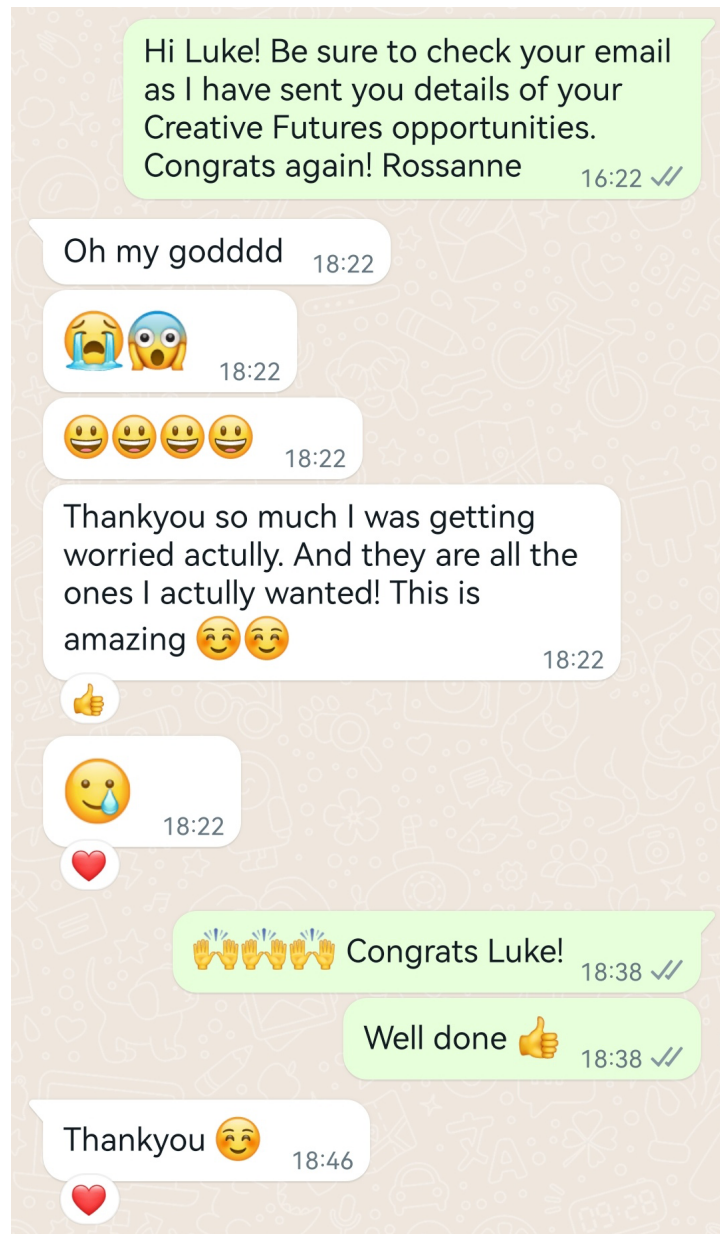 Hi Luke! Be sure to check your email
as I have sent you details of your
Creative Futures opportunities.
Congrats again! Rossanne 16:22
Oh my godddd 18:22
😭😱 18:22
😃😃😃😃 18:22
Thankyou so much I was getting
worried actully. And they are all the
ones I actully wanted! This is
amazing ☺️☺️ 18:22
👍
🥲 18:22
❤️
🙌🙌🙌 Congrats Luke! 18:38
Well done 👍 18:38
Thankyou ☺️ 18:46
❤️